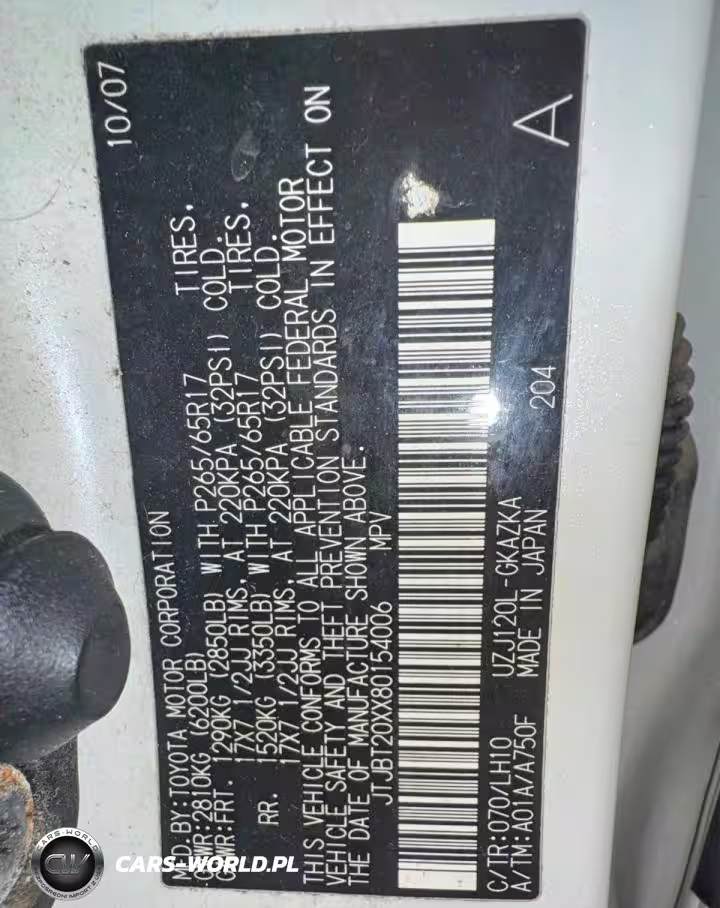 MFD. BY:TOYOTA MOTOR CORPORATION 10/07
GVWR:2810KG (6200LB)
GAWR:FRT. 1290KG (2850LB) WITH P265/65R17 TIRES,
17X7 1/2JJ RIMS, AT 220KPA (32PSI) COLD.
RR. 1520KG (3350LB) WITH P265/65R17 TIRES,
17X7 1/2JJ RIMS, AT 220KPA (32PSI) COLD.
THIS VEHICLE CONFORMS TO ALL APPLICABLE FEDERAL MOTOR
VEHICLE SAFETY AND THEFT PREVENTION STANDARDS IN EFFECT ON
THE DATE OF MANUFACTURE SHOWN ABOVE.
JTJBT20XX80154006 MPV
C/TR:070/LH10 UZJ120L-GKAZKA
A/TM:A01A/A750F MADE IN JAPAN 204 A
CARS-WORLD
CW
CARS-WORLD.PL